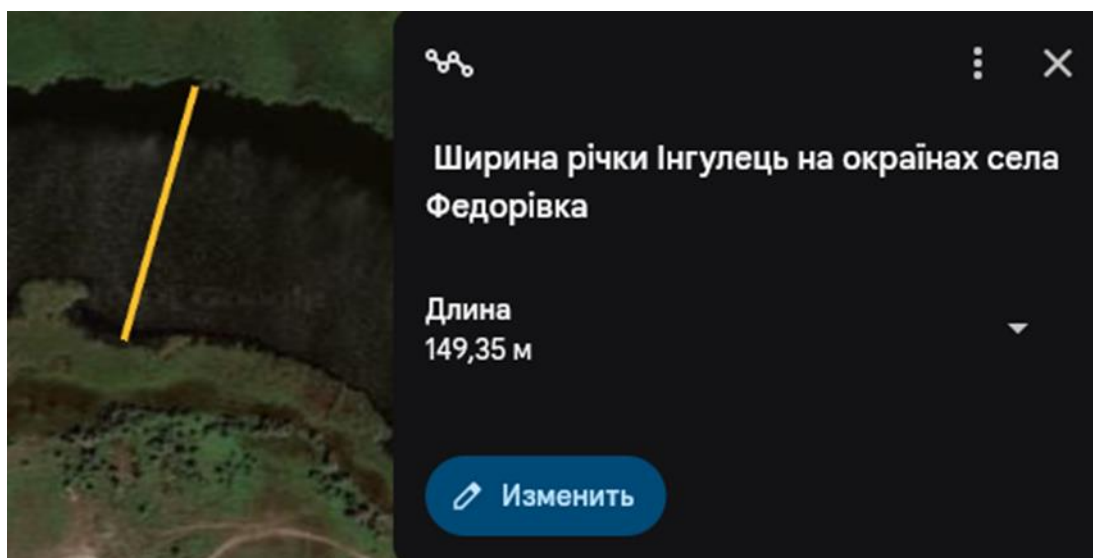 Ширина річки Інгулець на окраїнах села
Федорівка
Длина
149,35 м
Изменить